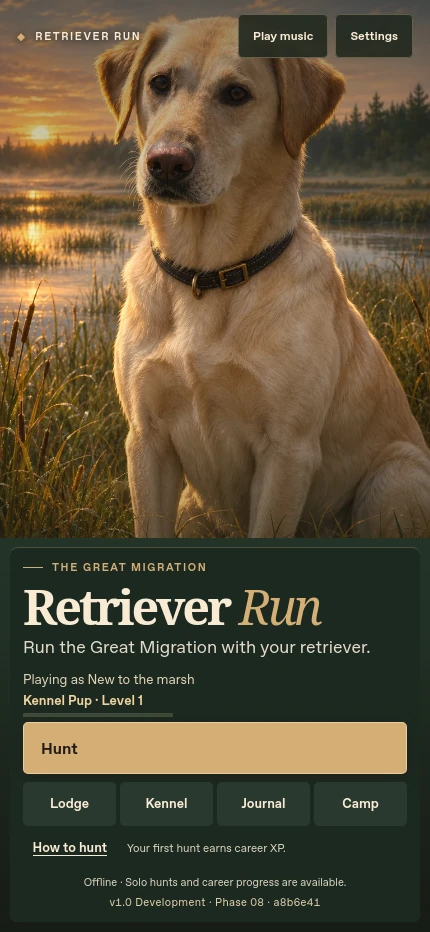 RETRIEVER RUN
Play music
Settings
THE GREAT MIGRATION
Retriever Run
Run the Great Migration with your retriever.
Playing as New to the marsh
Kennel Pup · Level 1
Hunt
Lodge
Kennel
Journal
Camp
How to hunt
Your first hunt earns career XP.
Offline · Solo hunts and career progress are available.
v1.0 Development · Phase 08 · a8b6e41